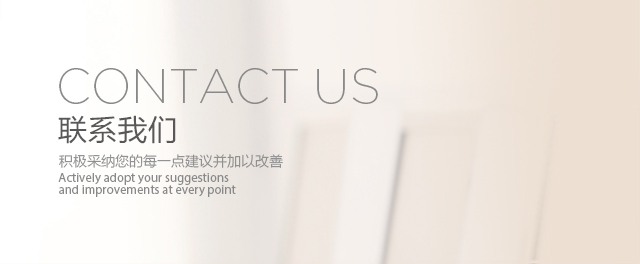 CONTACT US
联系我们
积极采纳您的每一点建议并加以改善
Actively adopt your suggestions
and improvements at every point